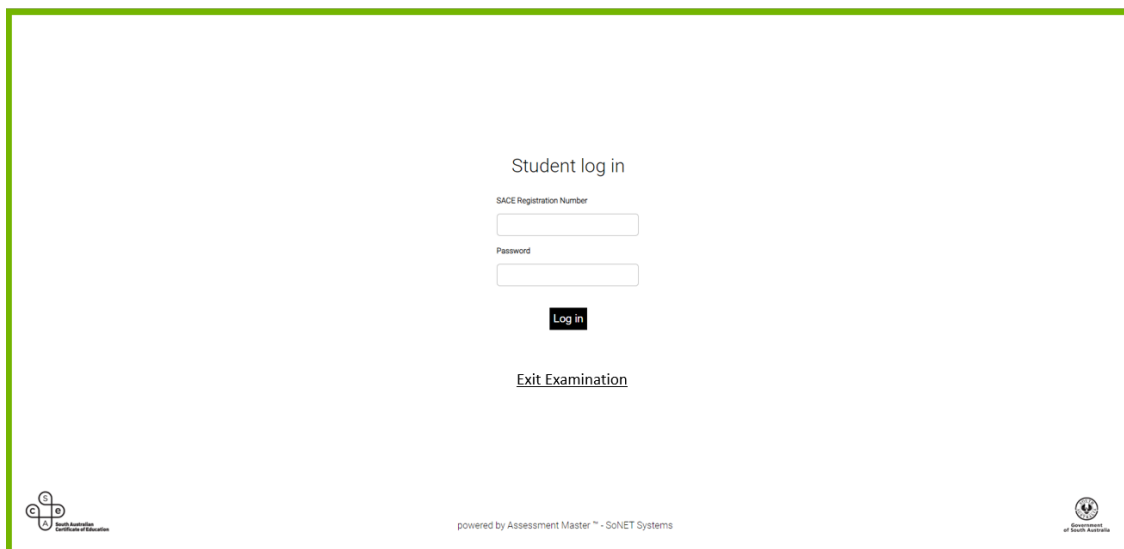 Student log in
SACE Registration Number
Password
Log in
Exit Examination
S
c e
A
South Australian
Certificate of Education
powered by Assessment Master ™ - SoNET Systems
Government
of South Australia